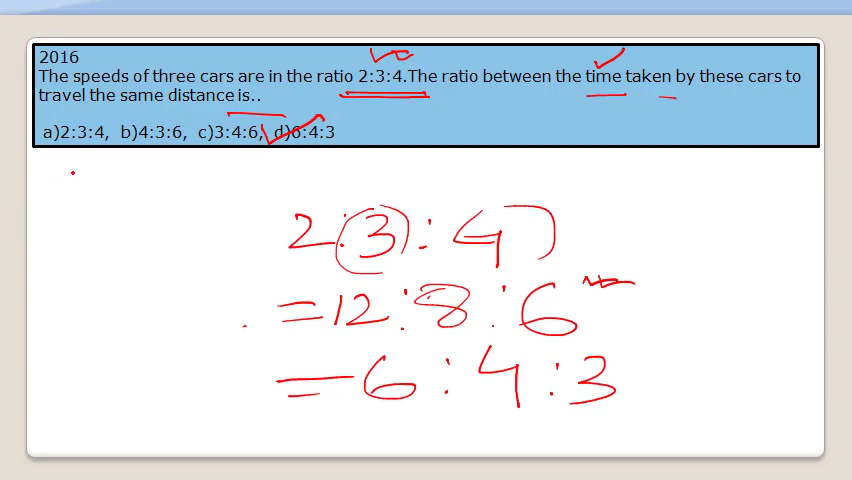 2016
The speeds of three cars are in the ratio 2:3:4.The ratio between the time taken by these cars to
travel the same distance is..
a)2:3:4, b)4:3:6, c)3:4:6, d)6:4:3
2:3:4
=12:8:6
=6:4:3